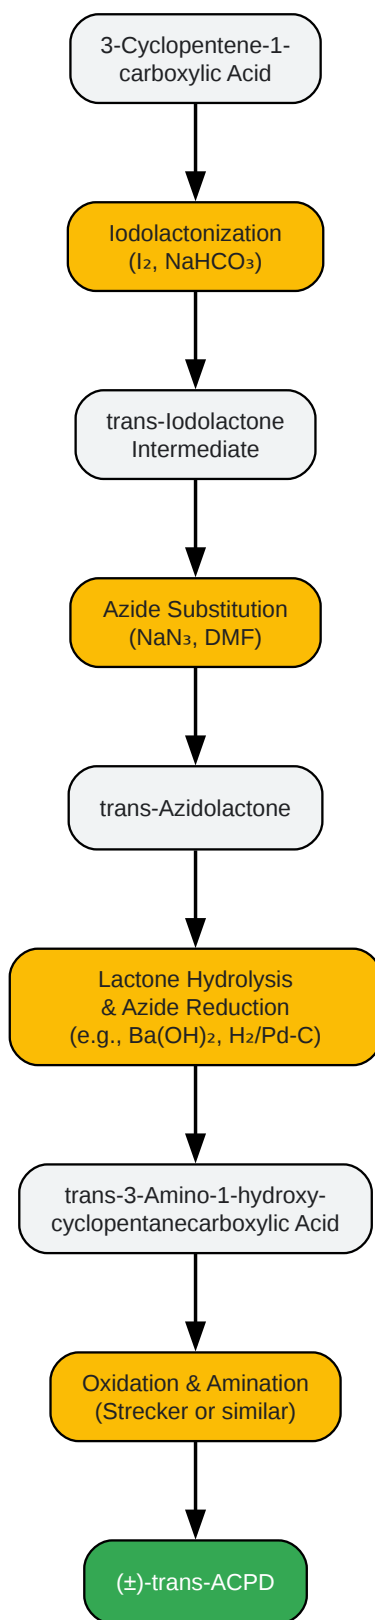 3-Cyclopentene-1-
carboxylic Acid
Iodolactonization
(I₂, NaHCO₃)
trans-Iodolactone
Intermediate
Azide Substitution
(NaN₃, DMF)
trans-Azidolactone
Lactone Hydrolysis
& Azide Reduction
(e.g., Ba(OH)₂, H₂/Pd-C)
trans-3-Amino-1-hydroxy-
cyclopentanecarboxylic Acid
Oxidation & Amination
(Strecker or similar)
(±)-trans-ACPD